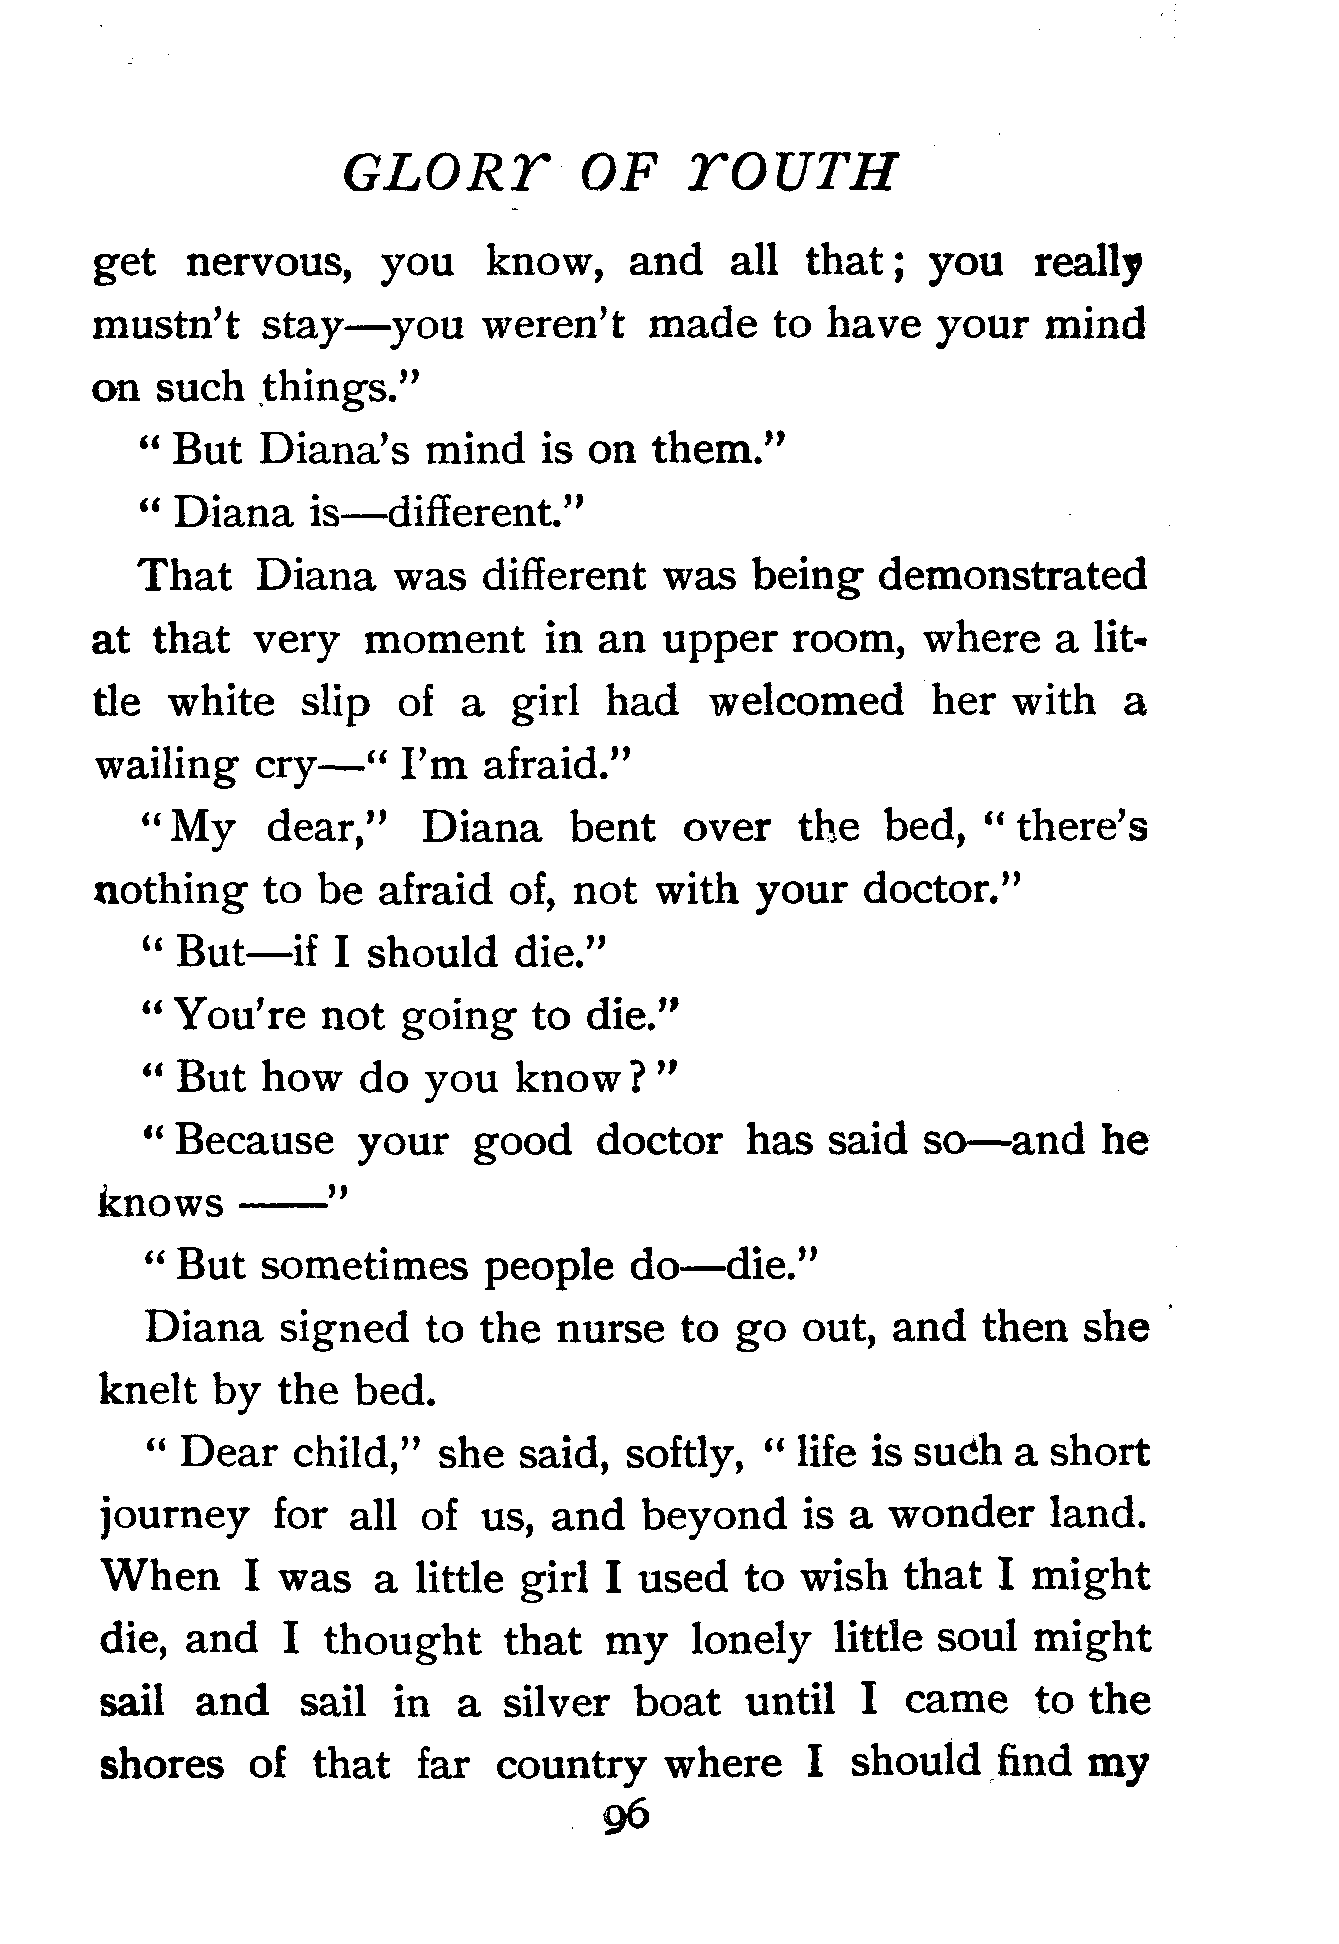 GLORY OF YOUTH
get nervous, you know, and all that; you really
mustn't stay—you weren't made to have your mind
on such things."
"But Diana's mind is on them."
"Diana is—different."
That Diana was different was being demonstrated
at that very moment in an upper room, where a lit-
tle white slip of a girl had welcomed her with a
wailing cry—"I'm afraid."
"My dear," Diana bent over the bed, "there's
nothing to be afraid of, not with your doctor."
"But—if I should die."
"You're not going to die."
"But how do you know?"
"Because your good doctor has said so—and he
knows ——"
"But sometimes people do—die."
Diana signed to the nurse to go out, and then she
knelt by the bed.
"Dear child," she said, softly, "life is such a short
journey for all of us, and beyond is a wonder land.
When I was a little girl I used to wish that I might
die, and I thought that my lonely little soul might
sail and sail in a silver boat until I came to the
shores of that far country where I should find my
96